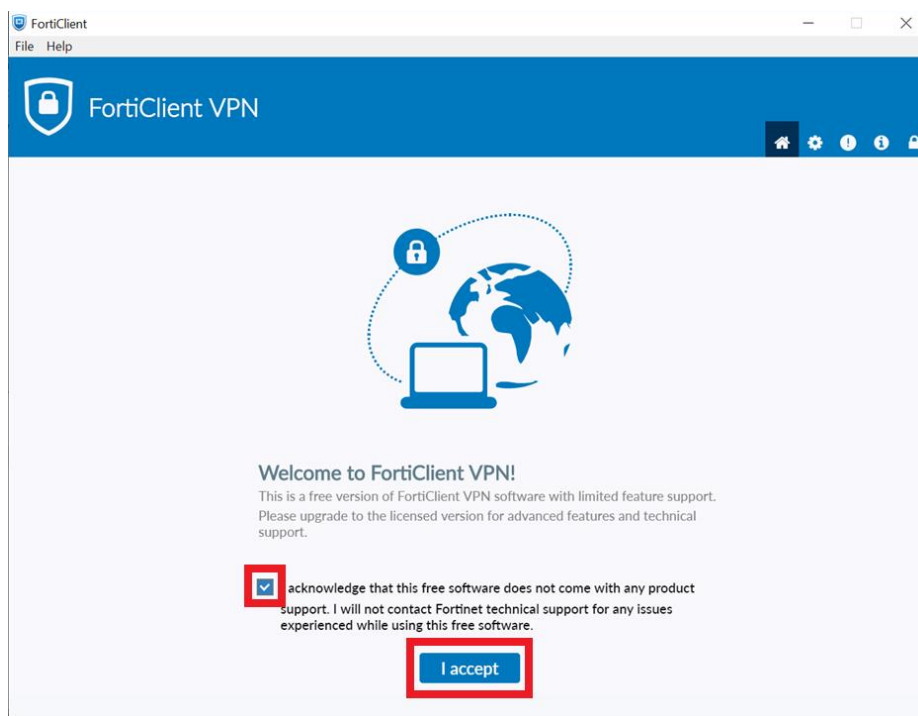 FortiClient
File Help
FortiClient VPN
Welcome to FortiClient VPN!
This is a free version of FortiClient VPN software with limited feature support.
Please upgrade to the licensed version for advanced features and technical
support.
acknowledge that this free software does not come with any product
support. I will not contact Fortinet technical support for any issues
experienced while using this free software.
I accept